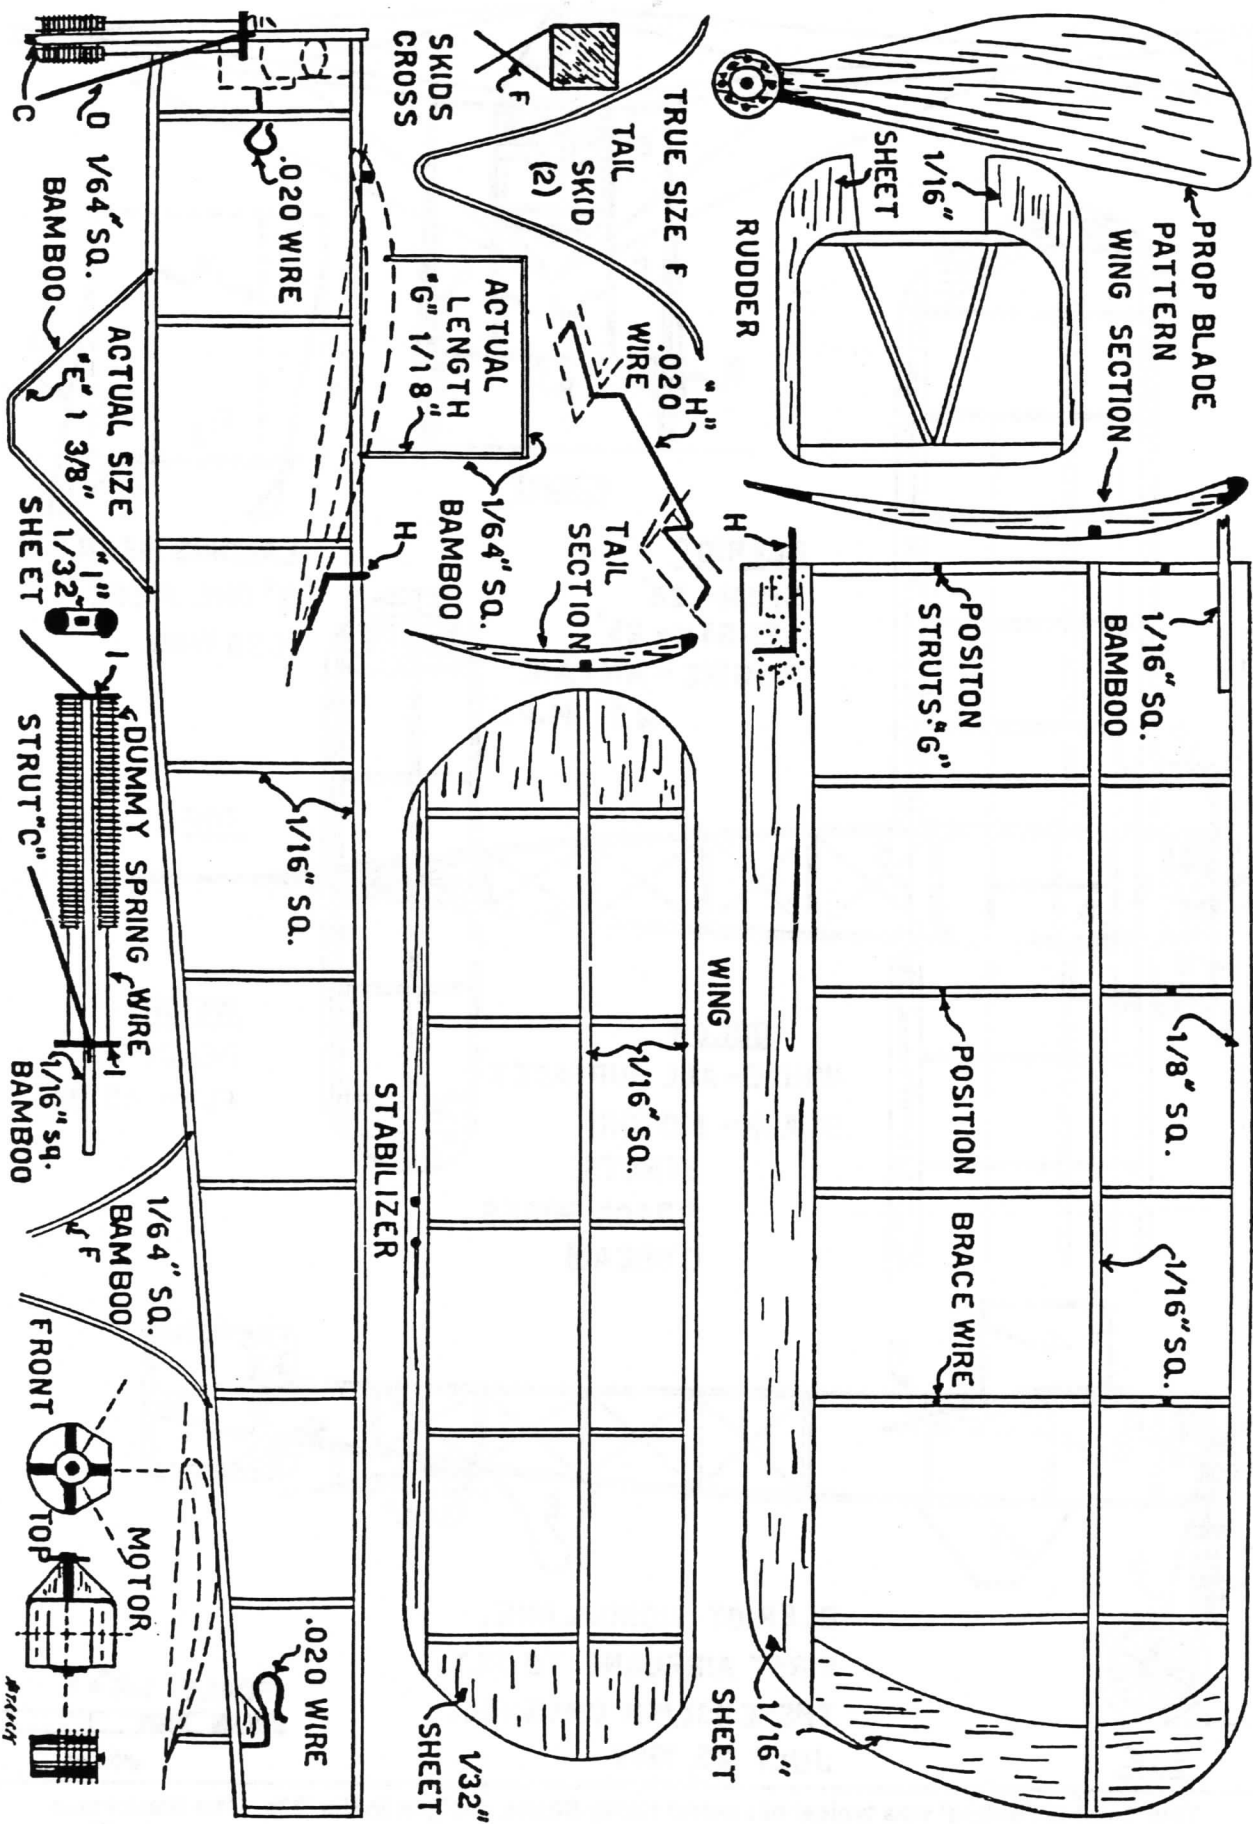 PROP BLADE
PATTERN
WING SECTION
1/16"
SHEET
RUDDER
1/16" SQ.
BAMBOO
POSITON
STRUTS "G"
H
1/8" SQ.
POSITION BRACE WIRE
1/16" SQ.
1/16"
SHEET
WING
TRUE SIZE F
TAIL
SKID
(2)
SKIDS
CROSS
F
"H"
.020
WIRE
ACTUAL
LENGTH
"G" 1/18"
1/64" SQ.
BAMBOO
TAIL
SECTION
1/16" SQ.
1/32"
SHEET
STABILIZER
.020 WIRE
H
1/16" SQ.
.020 WIRE
C
D
1/64" SQ.
BAMBOO
ACTUAL SIZE
"E" 1 3/8"
"I"
1/32"
SHEET
I
DUMMY SPRING
WIRE
STRUT "C"
I
1/16" sq.
BAMBOO
1/64" SQ.
BAMBOO
F
FRONT
TOP
MOTOR